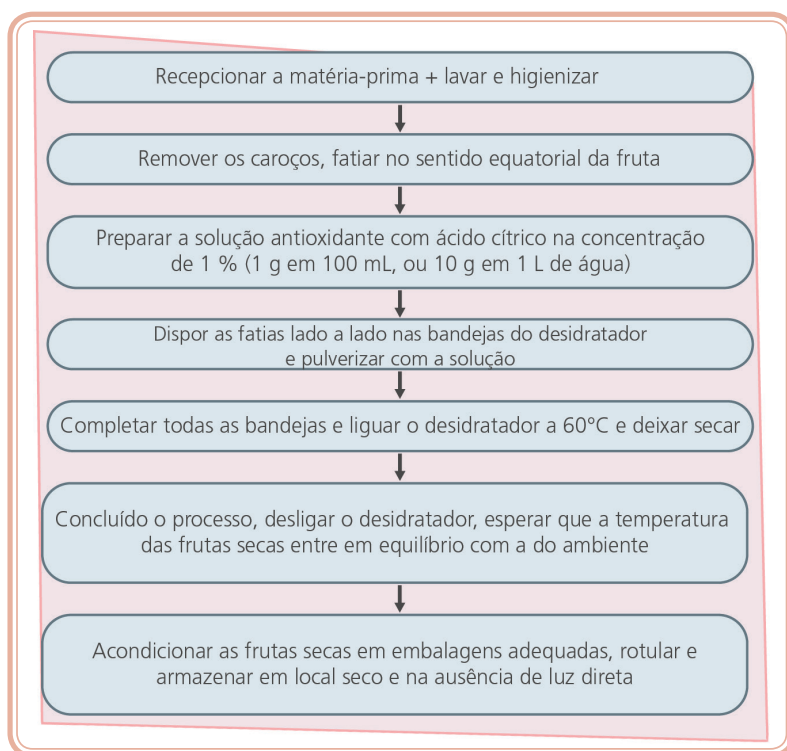 Recepcionar a matéria-prima + lavar e higienizar
Remover os caroços, fatiar no sentido equatorial da fruta
Preparar a solução antioxidante com ácido cítrico na concentração
de 1 % (1 g em 100 mL, ou 10 g em 1 L de água)
Dispor as fatias lado a lado nas bandejas do desidratador
e pulverizar com a solução
Completar todas as bandejas e liguar o desidratador a 60°C e deixar secar
Concluído o processo, desligar o desidratador, esperar que a temperatura
das frutas secas entre em equilíbrio com a do ambiente
Acondicionar as frutas secas em embalagens adequadas, rotular e
armazenar em local seco e na ausência de luz direta